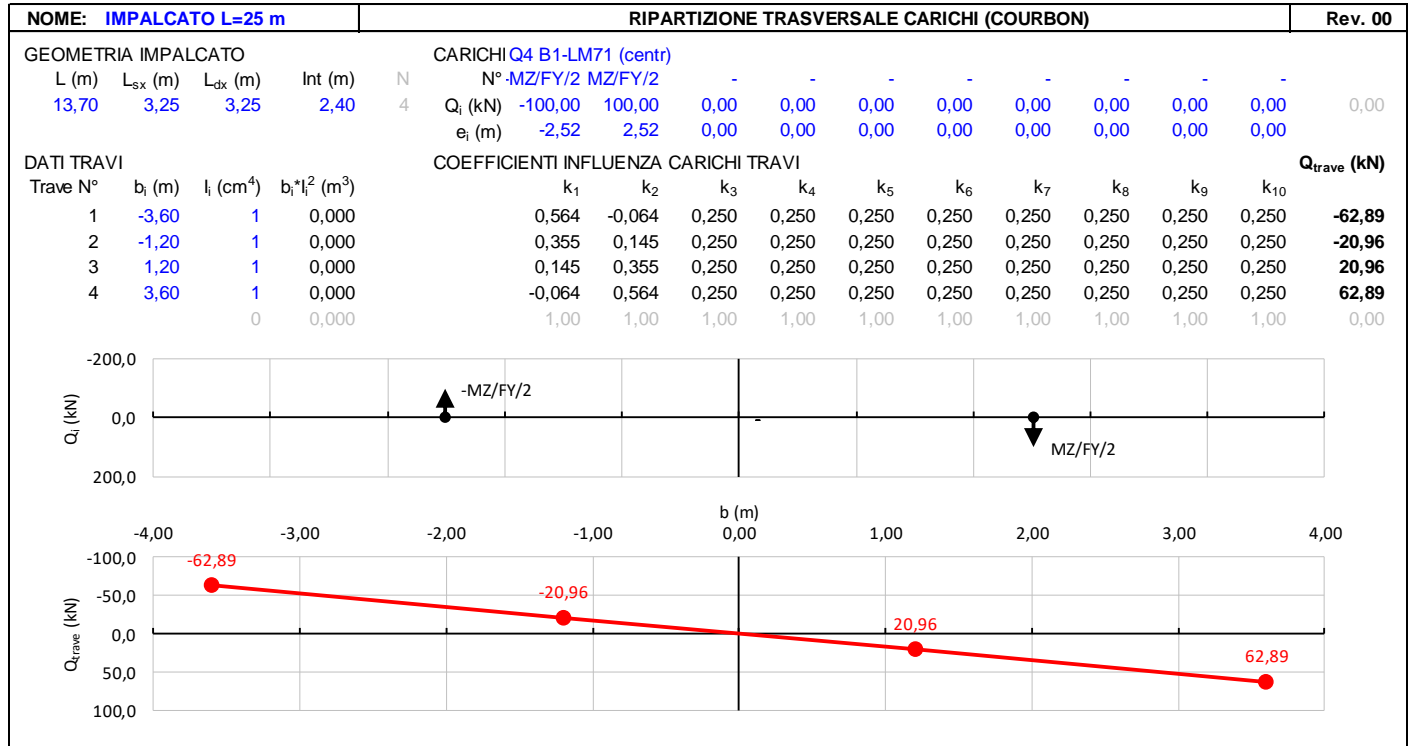 NOME: IMPALCATO L=25 m RIPARTIZIONE TRASVERSALE CARICHI (COURBON) Rev. 00
GEOMETRIA IMPALCATO CARICHI Q4 B1-LM71 (centr)
L (m) Lsx (m) Ldx (m) Int (m) N N° -MZ/FY/2 MZ/FY/2 - - - - - - - -
13,70 3,25 3,25 2,40 4 Qi (kN) -100,00 100,00 0,00 0,00 0,00 0,00 0,00 0,00 0,00 0,00 0,00
ei (m) -2,52 2,52 0,00 0,00 0,00 0,00 0,00 0,00 0,00 0,00
DATI TRAVI COEFFICIENTI INFLUENZA CARICHI TRAVI Qtrave (kN)
Trave N° bi (m) Ii (cm⁴) bi*Ii² (m³) k1 k2 k3 k4 k5 k6 k7 k8 k9 k10
1 -3,60 1 0,000 0,564 -0,064 0,250 0,250 0,250 0,250 0,250 0,250 0,250 0,250 -62,89
2 -1,20 1 0,000 0,355 0,145 0,250 0,250 0,250 0,250 0,250 0,250 0,250 0,250 -20,96
3 1,20 1 0,000 0,145 0,355 0,250 0,250 0,250 0,250 0,250 0,250 0,250 0,250 20,96
4 3,60 1 0,000 -0,064 0,564 0,250 0,250 0,250 0,250 0,250 0,250 0,250 0,250 62,89
0 0,000 1,00 1,00 1,00 1,00 1,00 1,00 1,00 1,00 1,00 1,00 0,00
-200,0
-MZ/FY/2
Qi (kN)
0,0
-
MZ/FY/2
200,0
b (m)
-4,00 -3,00 -2,00 -1,00 0,00 1,00 2,00 3,00 4,00
-100,0
-62,89
-50,0
-20,96
Qtrave (kN)
0,0
20,96
62,89
50,0
100,0